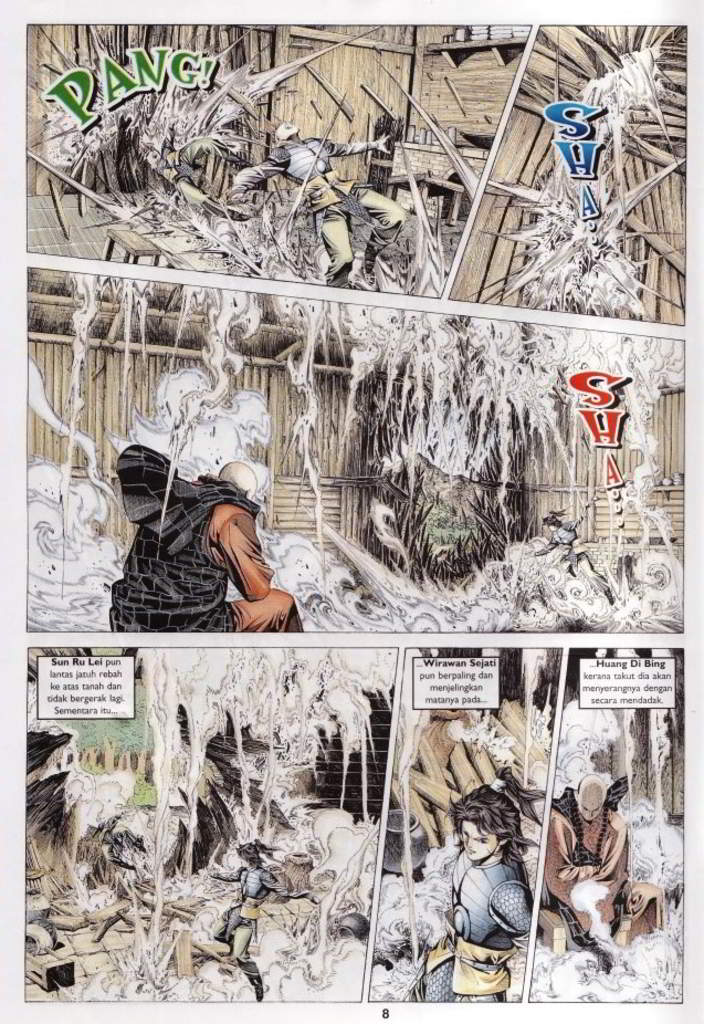 PANG!
SHA...
SHA...
Sun Ru Lei pun
lantas jatuh rebah
ke atas tanah dan
tidak bergerak lagi.
Sementara itu...
...Wirawan Sejati
pun berpaling dan
menjelingkan
matanya pada...
...Huang Di Bing
kerana takut dia akan
menyerangnya dengan
secara mendadak.
8